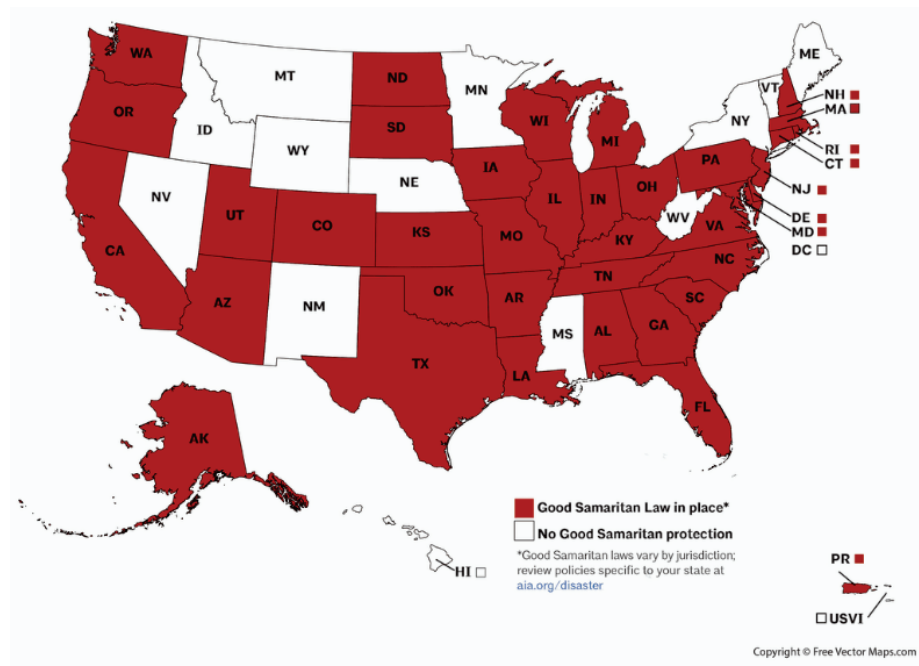 WA
MT
ND
MN
ME
VT
NH
MA
OR
ID
SD
WI
MI
NY
WY
RI
CT
IA
PA
NJ
NV
NE
UT
CO
IL
IN
OH
WV
VA
DE
MD
DC
CA
KS
MO
KY
NC
TN
AZ
NM
OK
AR
SC
MS
AL
GA
TX
LA
FL
AK
HI
Good Samaritan Law in place*
No Good Samaritan protection
*Good Samaritan laws vary by jurisdiction;
review policies specific to your state at
aia.org/disaster
PR
USVI
Copyright © Free Vector Maps.com